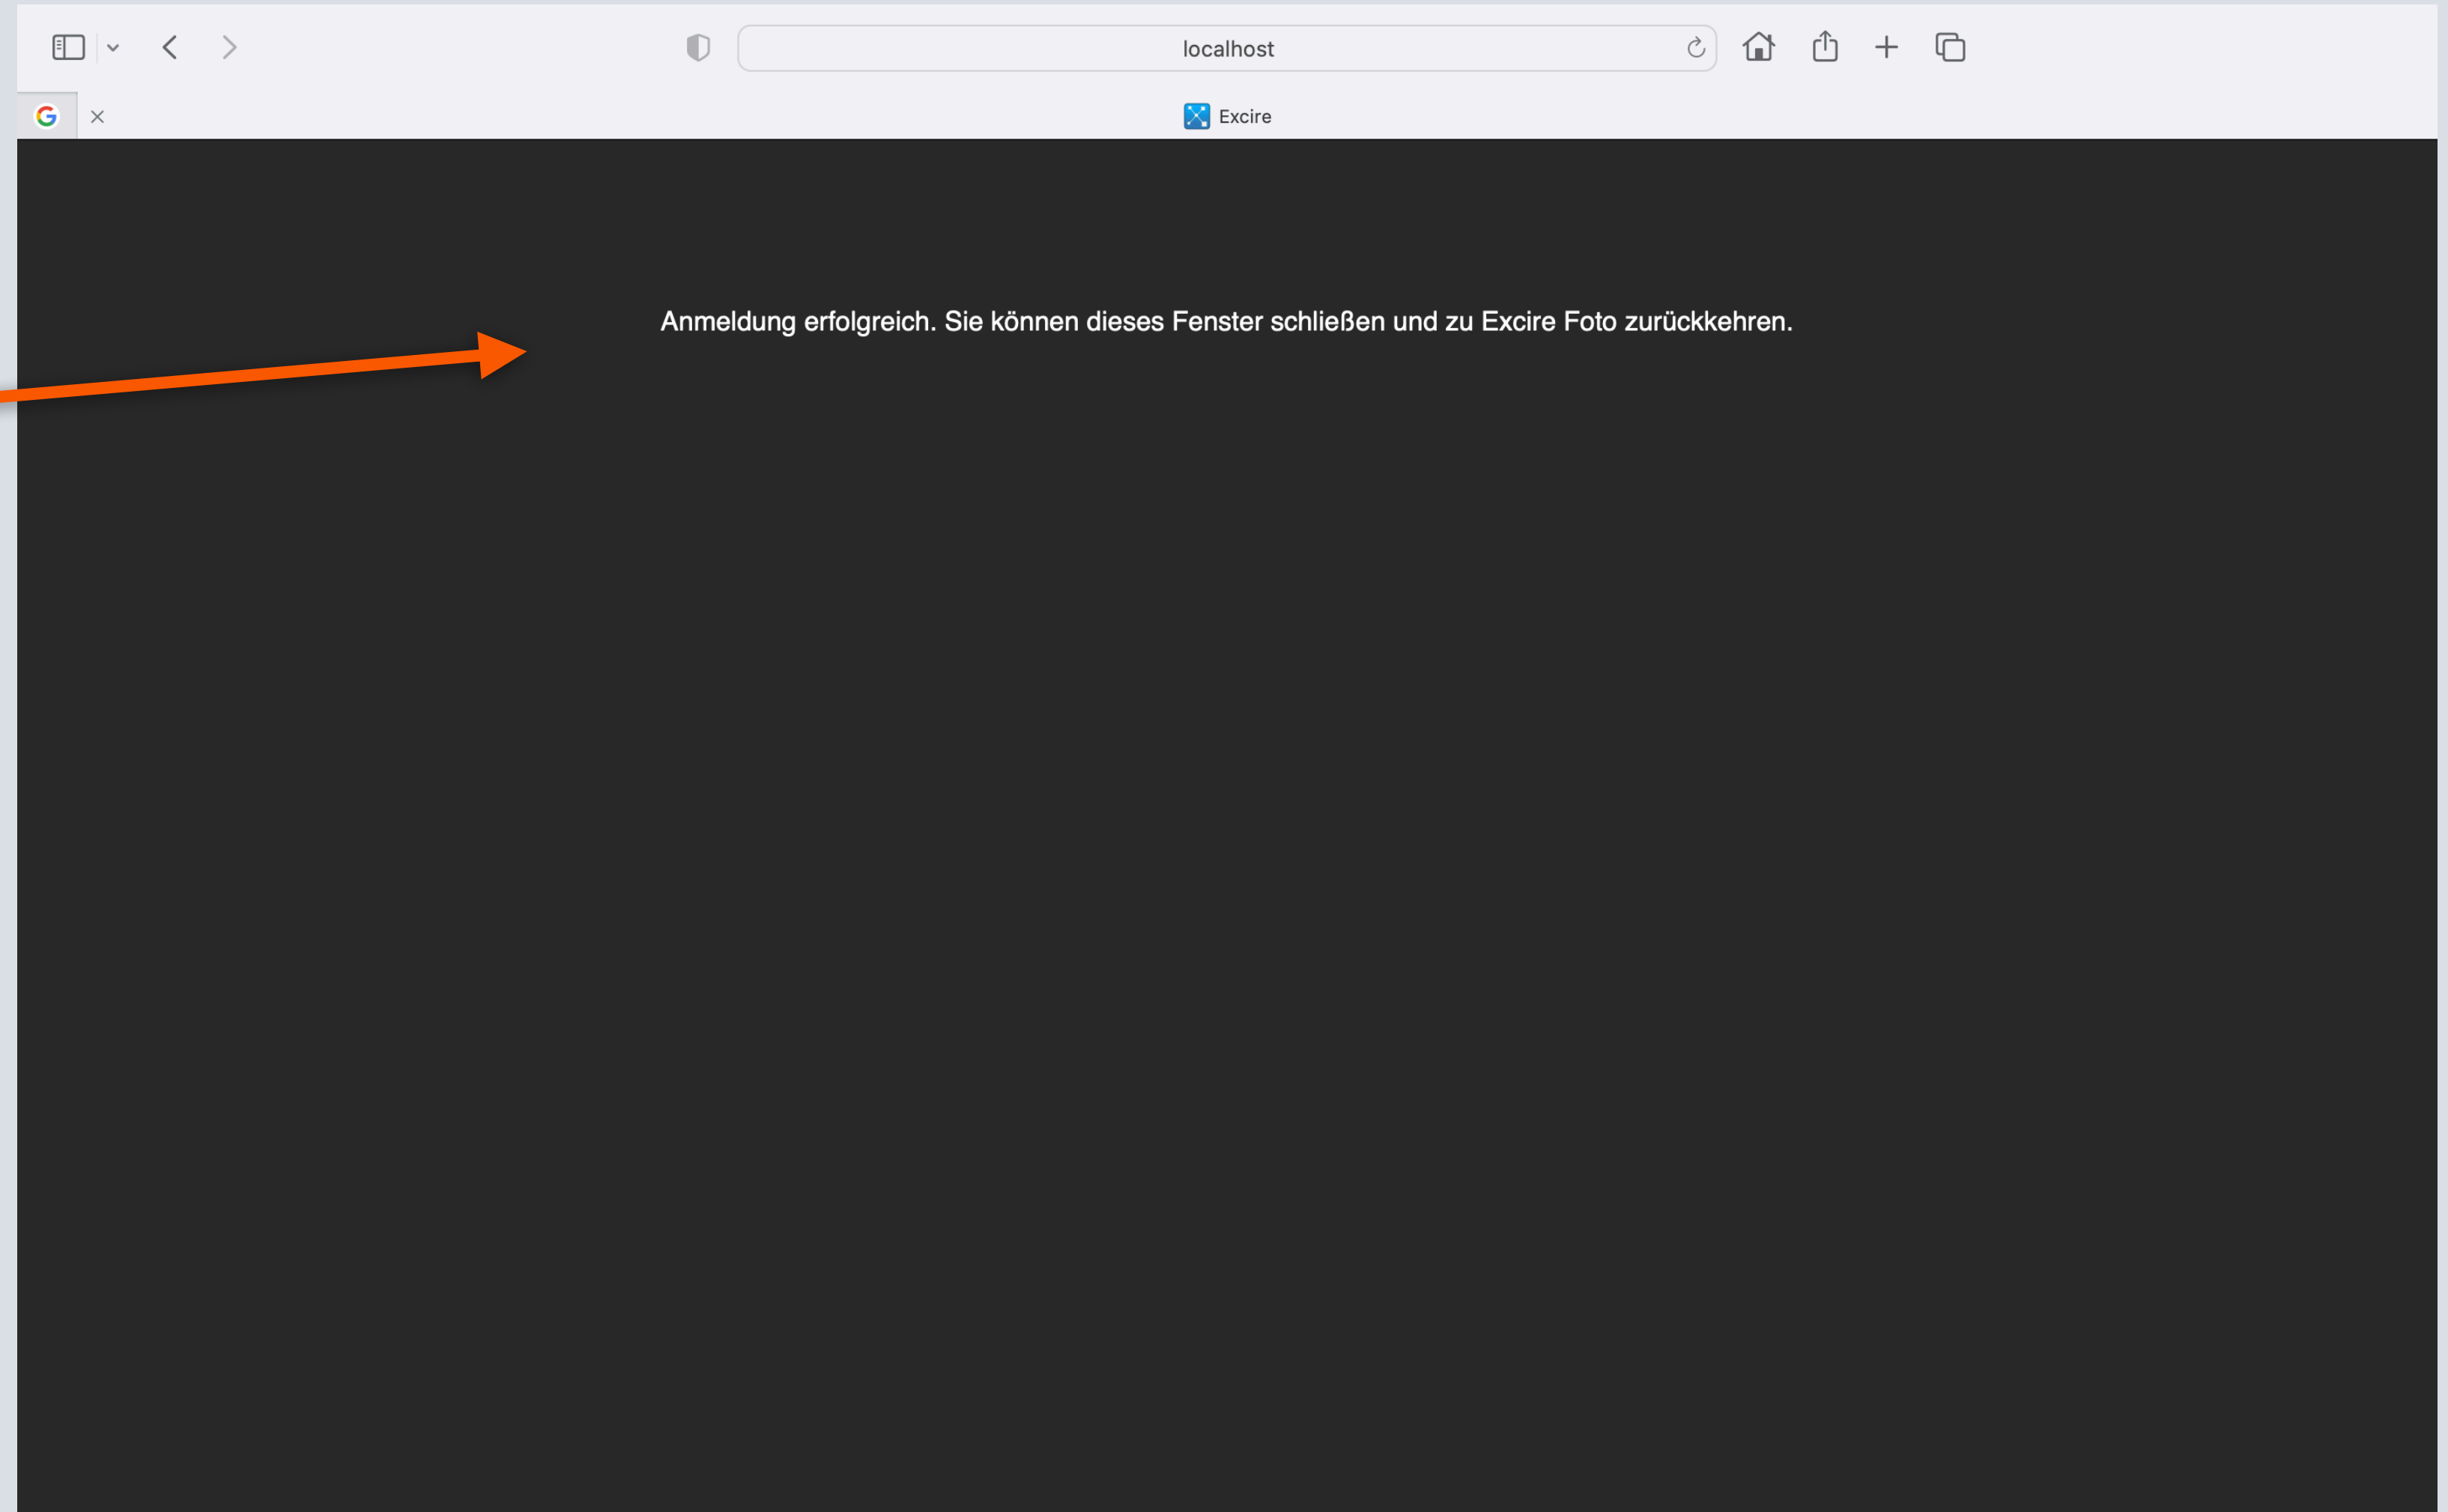 localhost
Excire
Anmeldung erfolgreich. Sie können dieses Fenster schließen und zu Excire Foto zurückkehren.